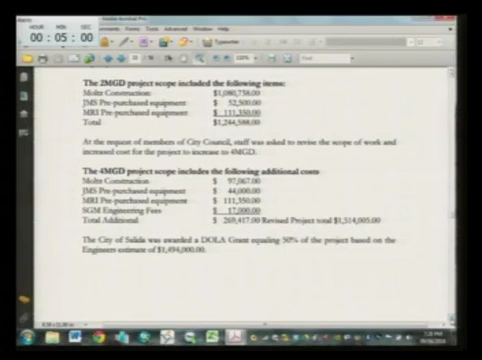 HOUR MIN SEC
00 : 05 : 00
Tools Advanced Window Help
Typewriter
The 2MGD project scope included the following items:
Moltz Construction $1,080,738.00
JMS Pre-purchased equipment $ 52,500.00
MRI Pre-purchased equipment $ 111,350.00
Total $1,244,588.00
At the request of members of City Council, staff was asked to revise the scope of work and
increased cost for the project to increase to 4MGD.
The 4MGD project scope includes the following additional costs
Moltz Construction $ 97,067.00
JMS Pre-purchased equipment $ 44,000.00
MRI Pre-purchased equipment $ 111,350.00
SGM Engineering Fees $ 17,000.00
Total Additional $ 269,417.00 Revised Project total $1,514,005.00
The City of Salida was awarded a DOLA Grant equaling 50% of the project based on the
Engineers estimate of $1,494,000.00.